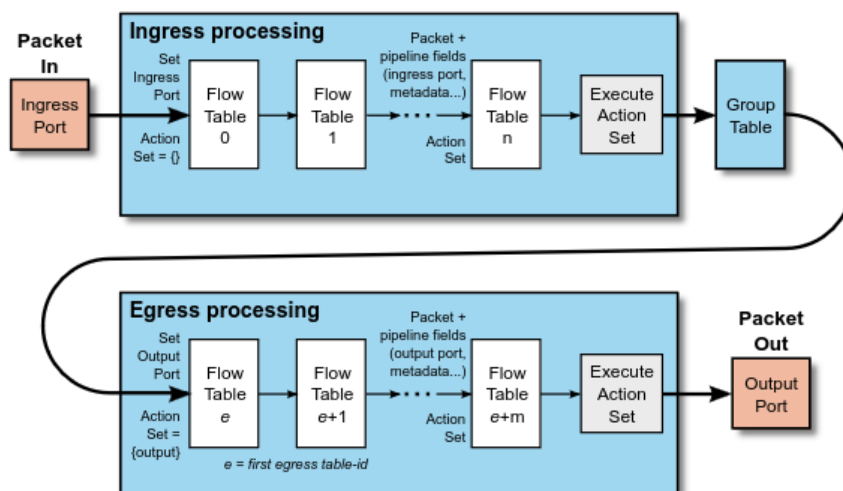 Ingress processing
Packet
In
Ingress
Port
Set
Ingress
Port
Action
Set = {}
Flow
Table
0
Flow
Table
1
Packet +
pipeline fields
(ingress port,
metadata...)
Action
Set
Flow
Table
n
Execute
Action
Set
Group
Table
Egress processing
Set
Output
Port
Action
Set =
{output}
Flow
Table
e
Flow
Table
e+1
e = first egress table-id
Packet +
pipeline fields
(output port,
metadata...)
Action
Set
Flow
Table
e+m
Execute
Action
Set
Packet
Out
Output
Port